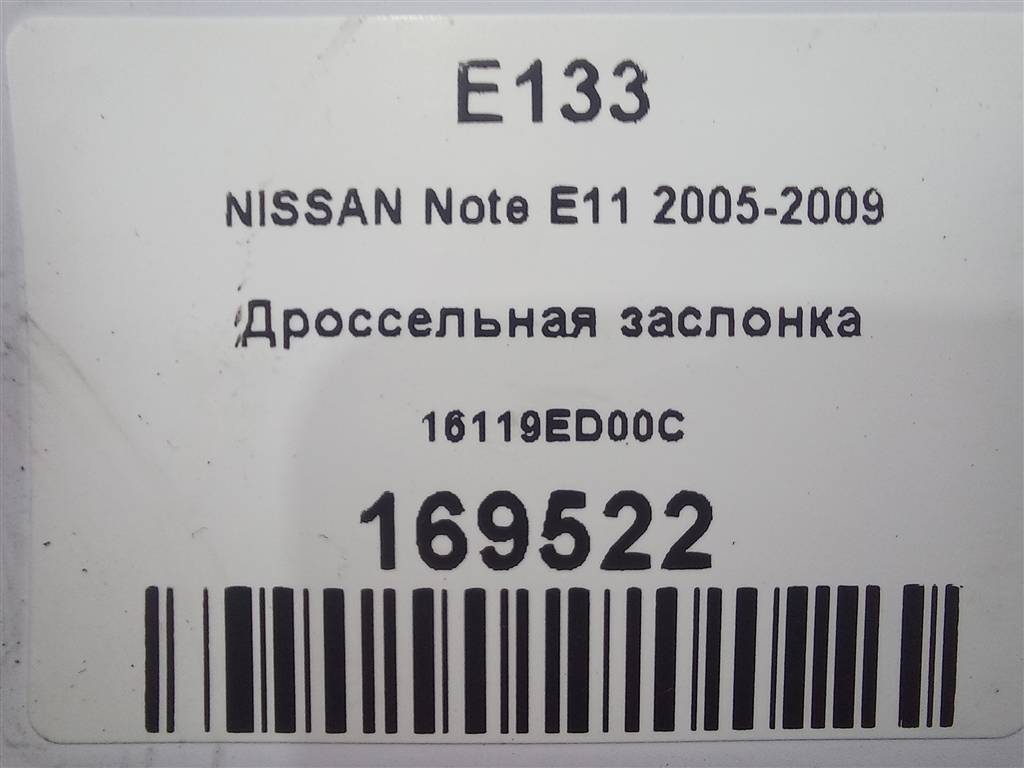 E133
NISSAN Note E11 2005-2009
Дроссельная заслонка
16119ED00C
169522